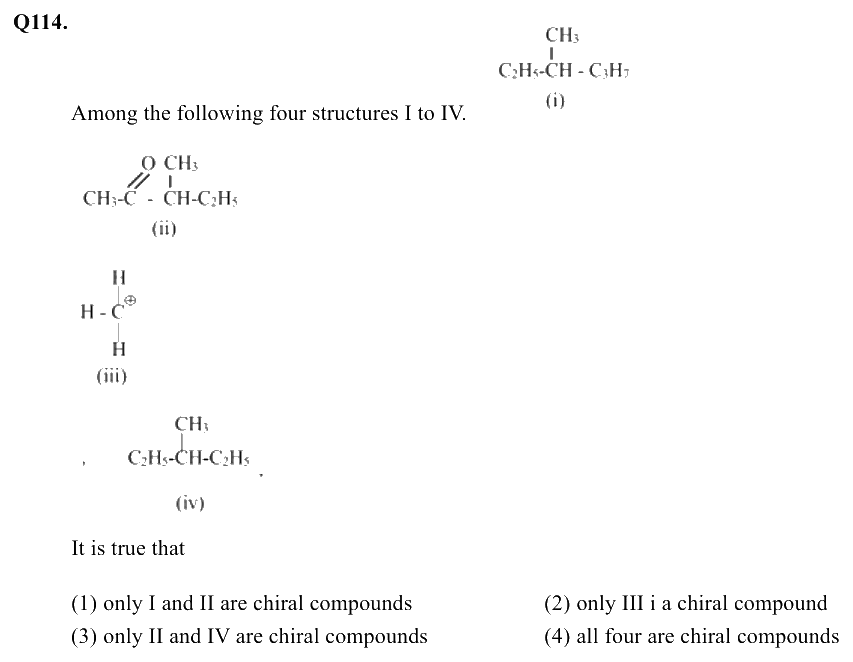 Q114.
CH₃
|
C₂H₅-CH - C₃H₇
(i)
Among the following four structures I to IV.
O CH₃
CH₃-C - CH-C₂H₅
(ii)
H
H - C⊕
H
(iii)
CH₃
, C₂H₅-CH-C₂H₅ .
(iv)
It is true that
(1) only I and II are chiral compounds (2) only III i a chiral compound
(3) only II and IV are chiral compounds (4) all four are chiral compounds